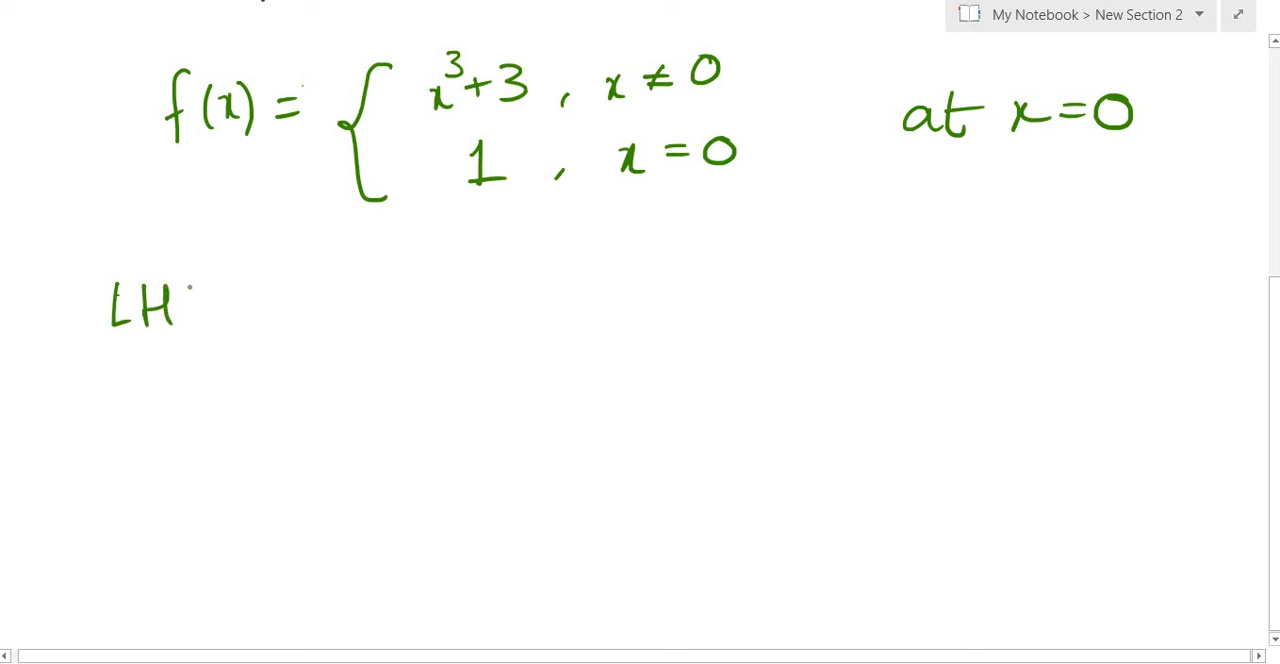 My Notebook > New Section 2
f(x) = { x³+3 , x ≠ 0
1 , x = 0
at x=0
LH